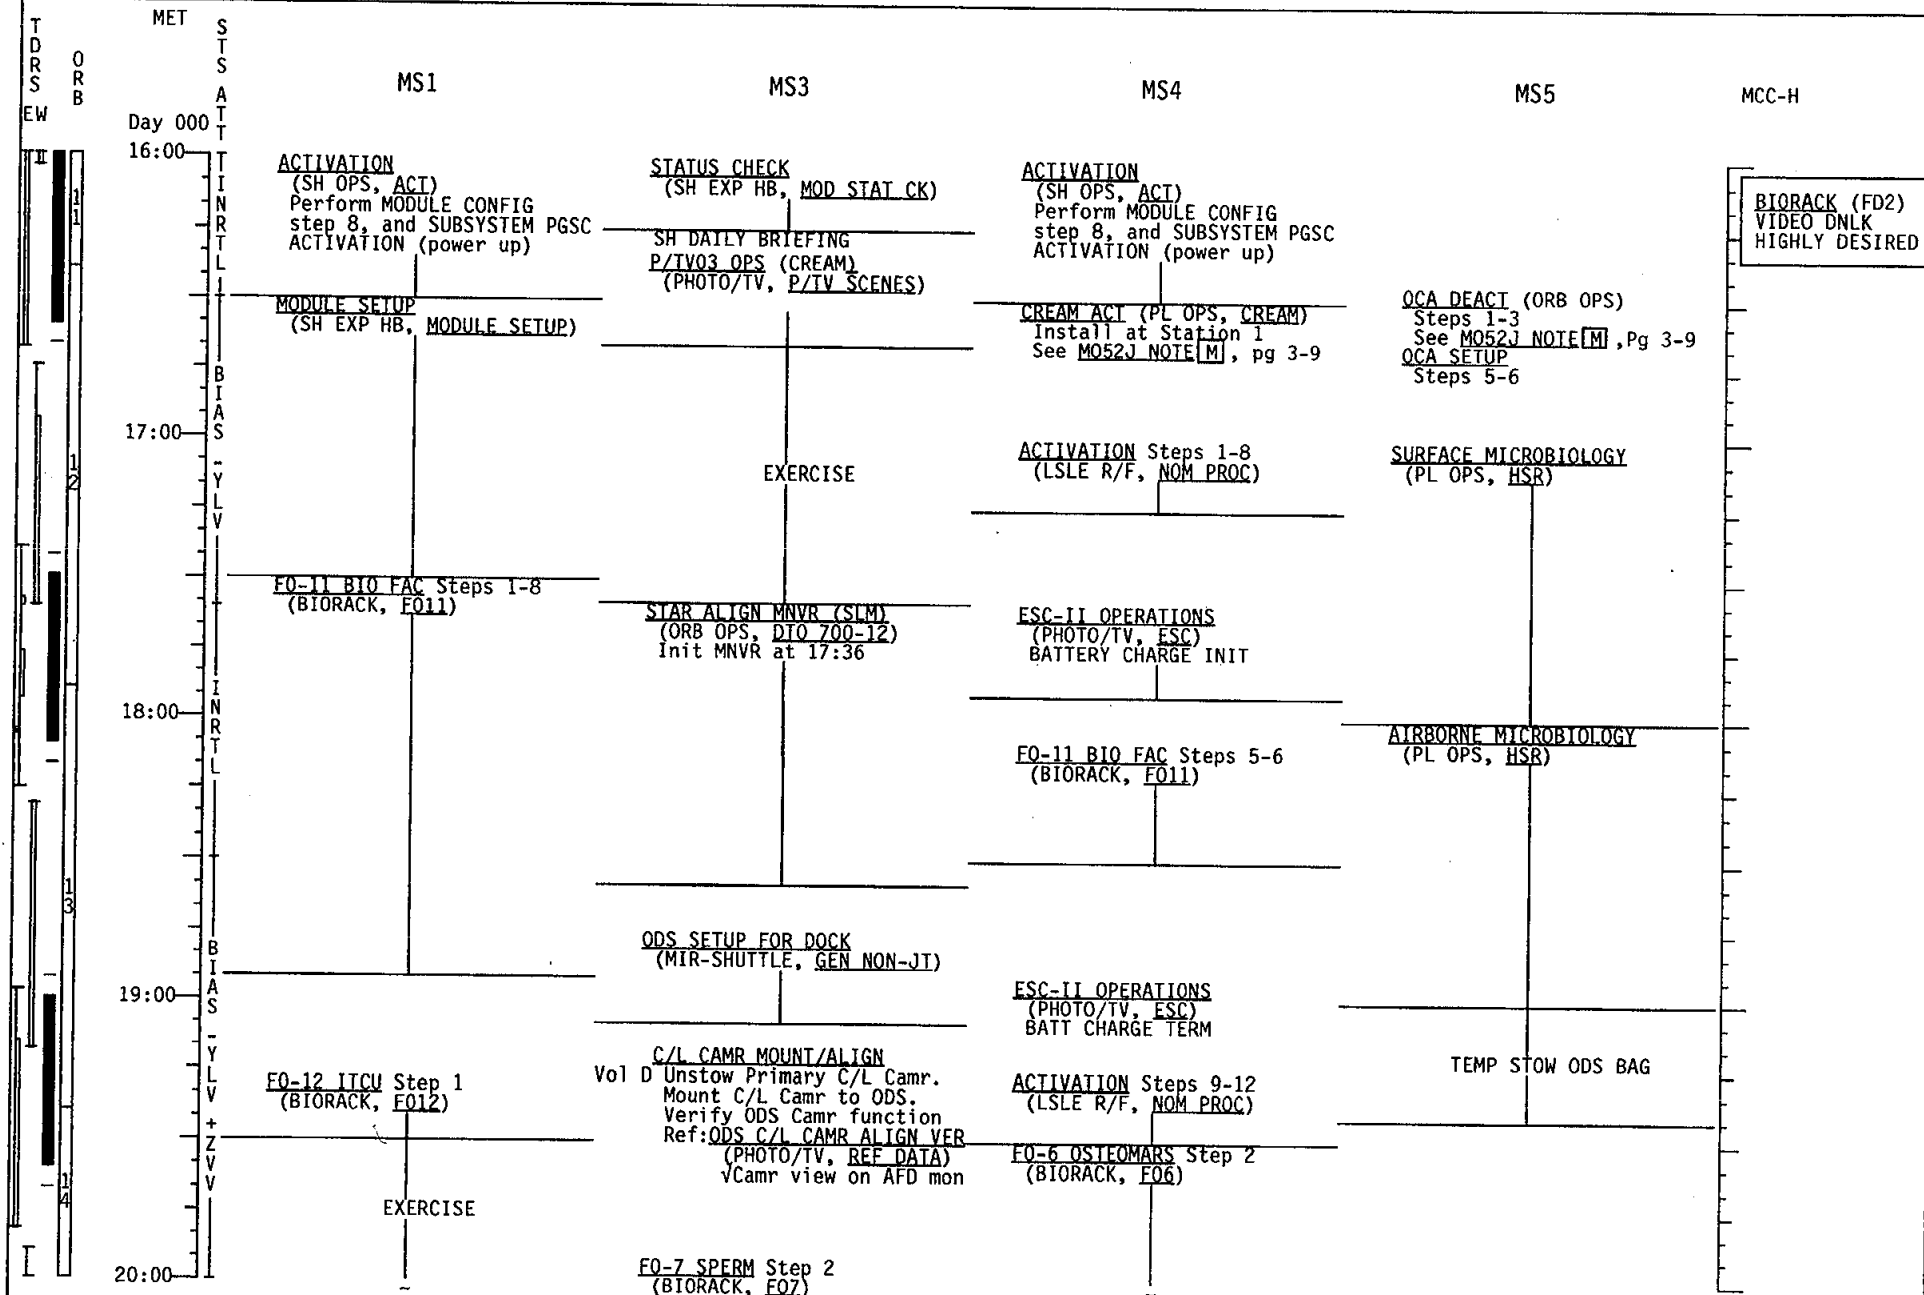 TDRS
EW
ORB
MET
STS ATT
MS1
MS3
MS4
MS5
MCC-H
Day 000
16:00
17:00
18:00
19:00
20:00
11
12
13
14
INRTL
BIAS -YLV
INRTL
BIAS -YLV +ZVV
ACTIVATION
(SH OPS, ACT)
Perform MODULE CONFIG
step 8, and SUBSYSTEM PGSC
ACTIVATION (power up)
MODULE SETUP
(SH EXP HB, MODULE SETUP)
FO-11 BIO FAC Steps 1-8
(BIORACK, FO11)
FO-12 ITCU Step 1
(BIORACK, FO12)
EXERCISE
STATUS CHECK
(SH EXP HB, MOD STAT CK)
SH DAILY BRIEFING
P/TV03 OPS (CREAM)
(PHOTO/TV, P/TV SCENES)
EXERCISE
STAR ALIGN MNVR (SLM)
(ORB OPS, DTO 700-12)
Init MNVR at 17:36
ODS SETUP FOR DOCK
(MIR-SHUTTLE, GEN NON-JT)
C/L CAMR MOUNT/ALIGN
Vol D Unstow Primary C/L Camr.
Mount C/L Camr to ODS.
Verify ODS Camr function
Ref:ODS C/L CAMR ALIGN VER
(PHOTO/TV, REF DATA)
√Camr view on AFD mon
FO-7 SPERM Step 2
(BIORACK, FO7)
ACTIVATION
(SH OPS, ACT)
Perform MODULE CONFIG
step 8, and SUBSYSTEM PGSC
ACTIVATION (power up)
CREAM ACT (PL OPS, CREAM)
Install at Station 1
See MO52J NOTE M , pg 3-9
ACTIVATION Steps 1-8
(LSLE R/F, NOM PROC)
ESC-II OPERATIONS
(PHOTO/TV, ESC)
BATTERY CHARGE INIT
FO-11 BIO FAC Steps 5-6
(BIORACK, FO11)
ESC-II OPERATIONS
(PHOTO/TV, ESC)
BATT CHARGE TERM
ACTIVATION Steps 9-12
(LSLE R/F, NOM PROC)
FO-6 OSTEOMARS Step 2
(BIORACK, FO6)
OCA DEACT (ORB OPS)
Steps 1-3
See MO52J NOTE M ,Pg 3-9
OCA SETUP
Steps 5-6
SURFACE MICROBIOLOGY
(PL OPS, HSR)
AIRBORNE MICROBIOLOGY
(PL OPS, HSR)
TEMP STOW ODS BAG
BIORACK (FD2)
VIDEO DNLK
HIGHLY DESIRED